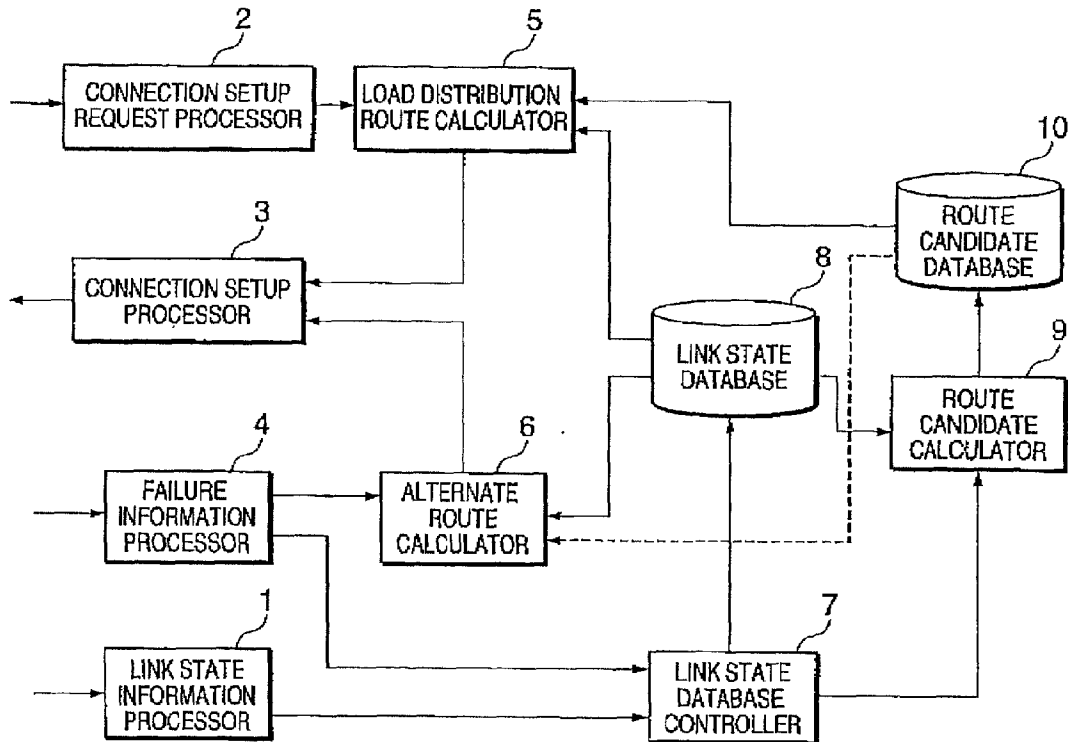 2
CONNECTION SETUP
REQUEST PROCESSOR
5
LOAD DISTRIBUTION
ROUTE CALCULATOR
10
ROUTE
CANDIDATE
DATABASE
3
CONNECTION SETUP
PROCESSOR
8
LINK STATE
DATABASE
9
ROUTE
CANDIDATE
CALCULATOR
4
FAILURE
INFORMATION
PROCESSOR
6
ALTERNATE
ROUTE
CALCULATOR
1
LINK STATE
INFORMATION
PROCESSOR
7
LINK STATE
DATABASE
CONTROLLER